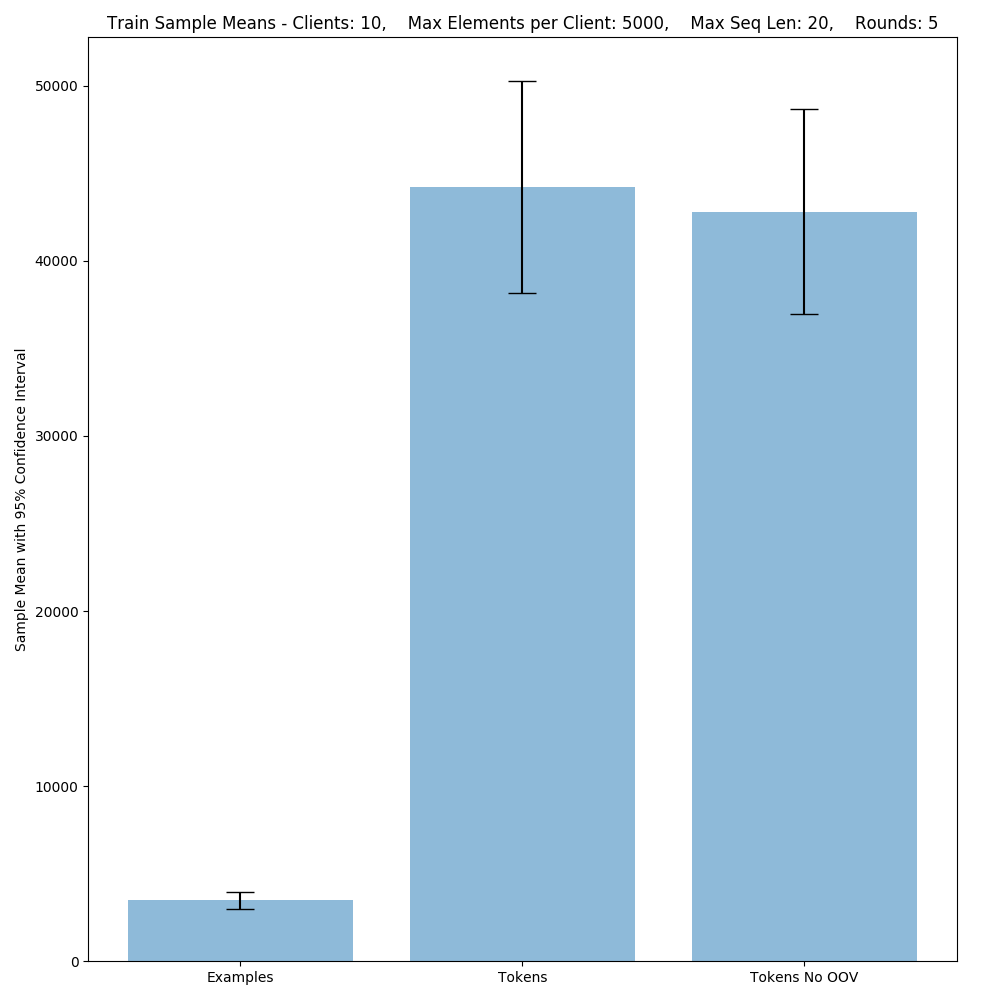 Train Sample Means - Clients: 10,    Max Elements per Client: 5000,    Max Seq Len: 20,    Rounds: 5
Sample Mean with 95% Confidence Interval
50000
40000
30000
20000
10000
0
Examples
Tokens
Tokens No OOV